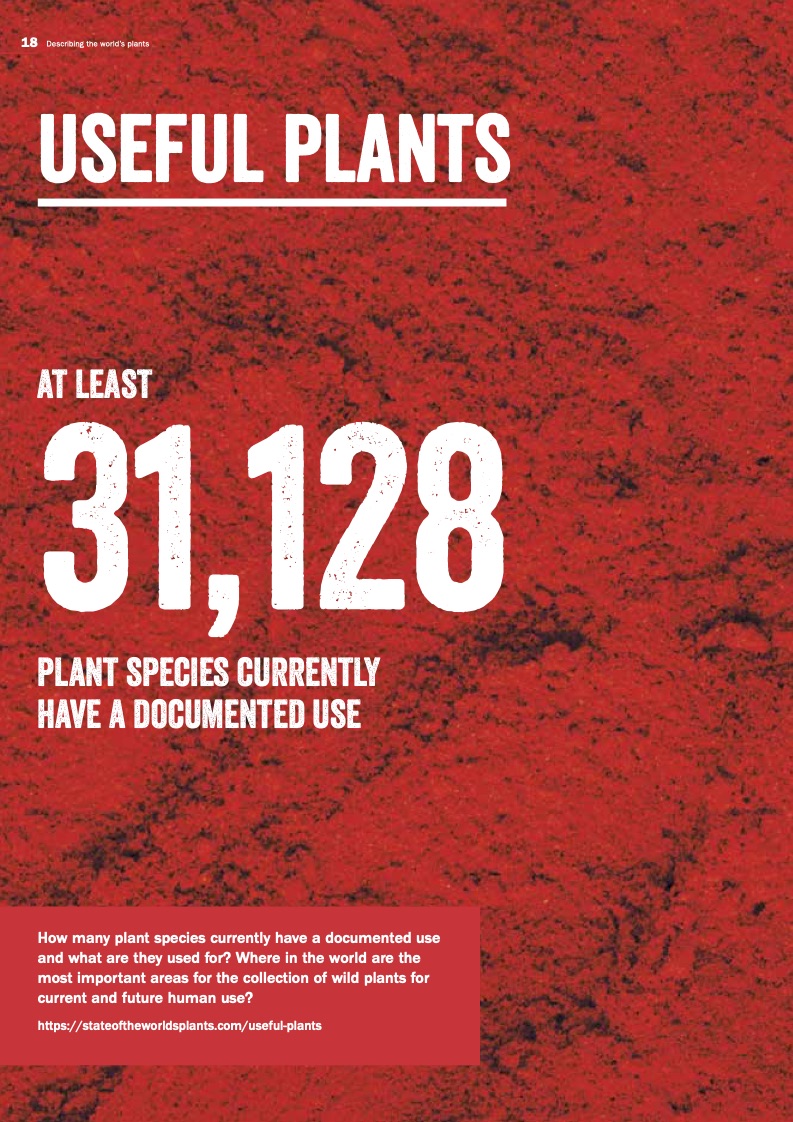 18 Describing the world's plants
USEFUL PLANTS
AT LEAST
31,128
PLANT SPECIES CURRENTLY
HAVE A DOCUMENTED USE
How many plant species currently have a documented use
and what are they used for? Where in the world are the
most important areas for the collection of wild plants for
current and future human use?
https://stateoftheworldsplants.com/useful-plants